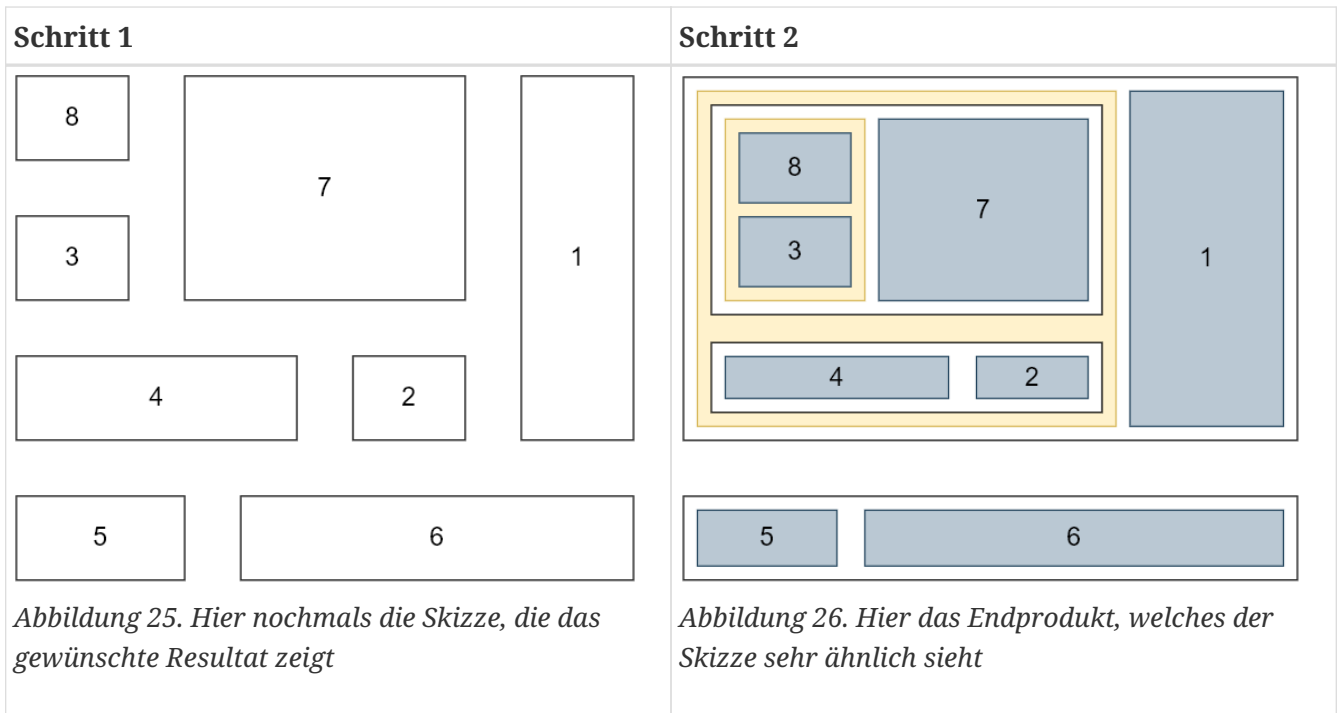 Schritt 1
8
7
3
1
4
2
5
6
Abbildung 25. Hier nochmals die Skizze, die das
gewünschte Resultat zeigt
Schritt 2
8
7
3
1
4
2
5
6
Abbildung 26. Hier das Endprodukt, welches der
Skizze sehr ähnlich sieht